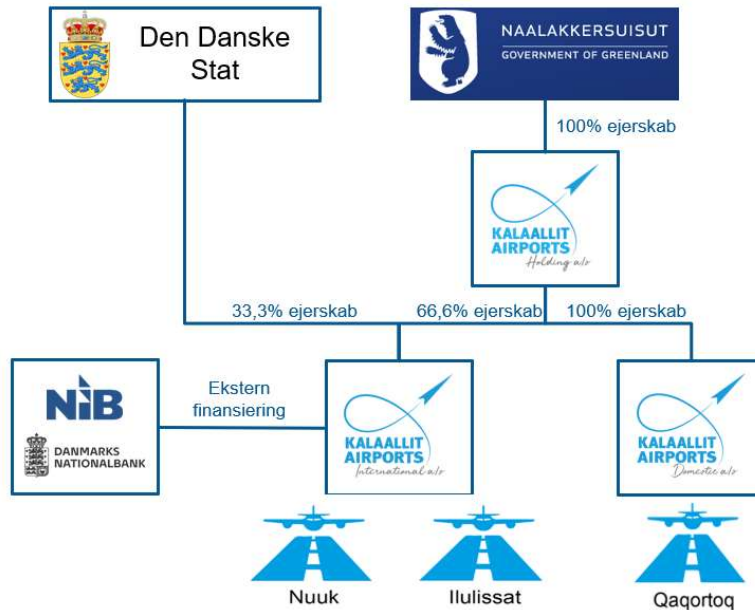 Den Danske
Stat
NAALAKKERSUISUT
GOVERNMENT OF GREENLAND
100% ejerskab
KALAALLIT
AIRPORTS
Holding a/s
33,3% ejerskab
66,6% ejerskab
100% ejerskab
NIB
DANMARKS
NATIONALBANK
Ekstern
finansiering
KALAALLIT
AIRPORTS
International a/s
KALAALLIT
AIRPORTS
Domestic a/s
Nuuk
Ilulissat
Qaqortoq